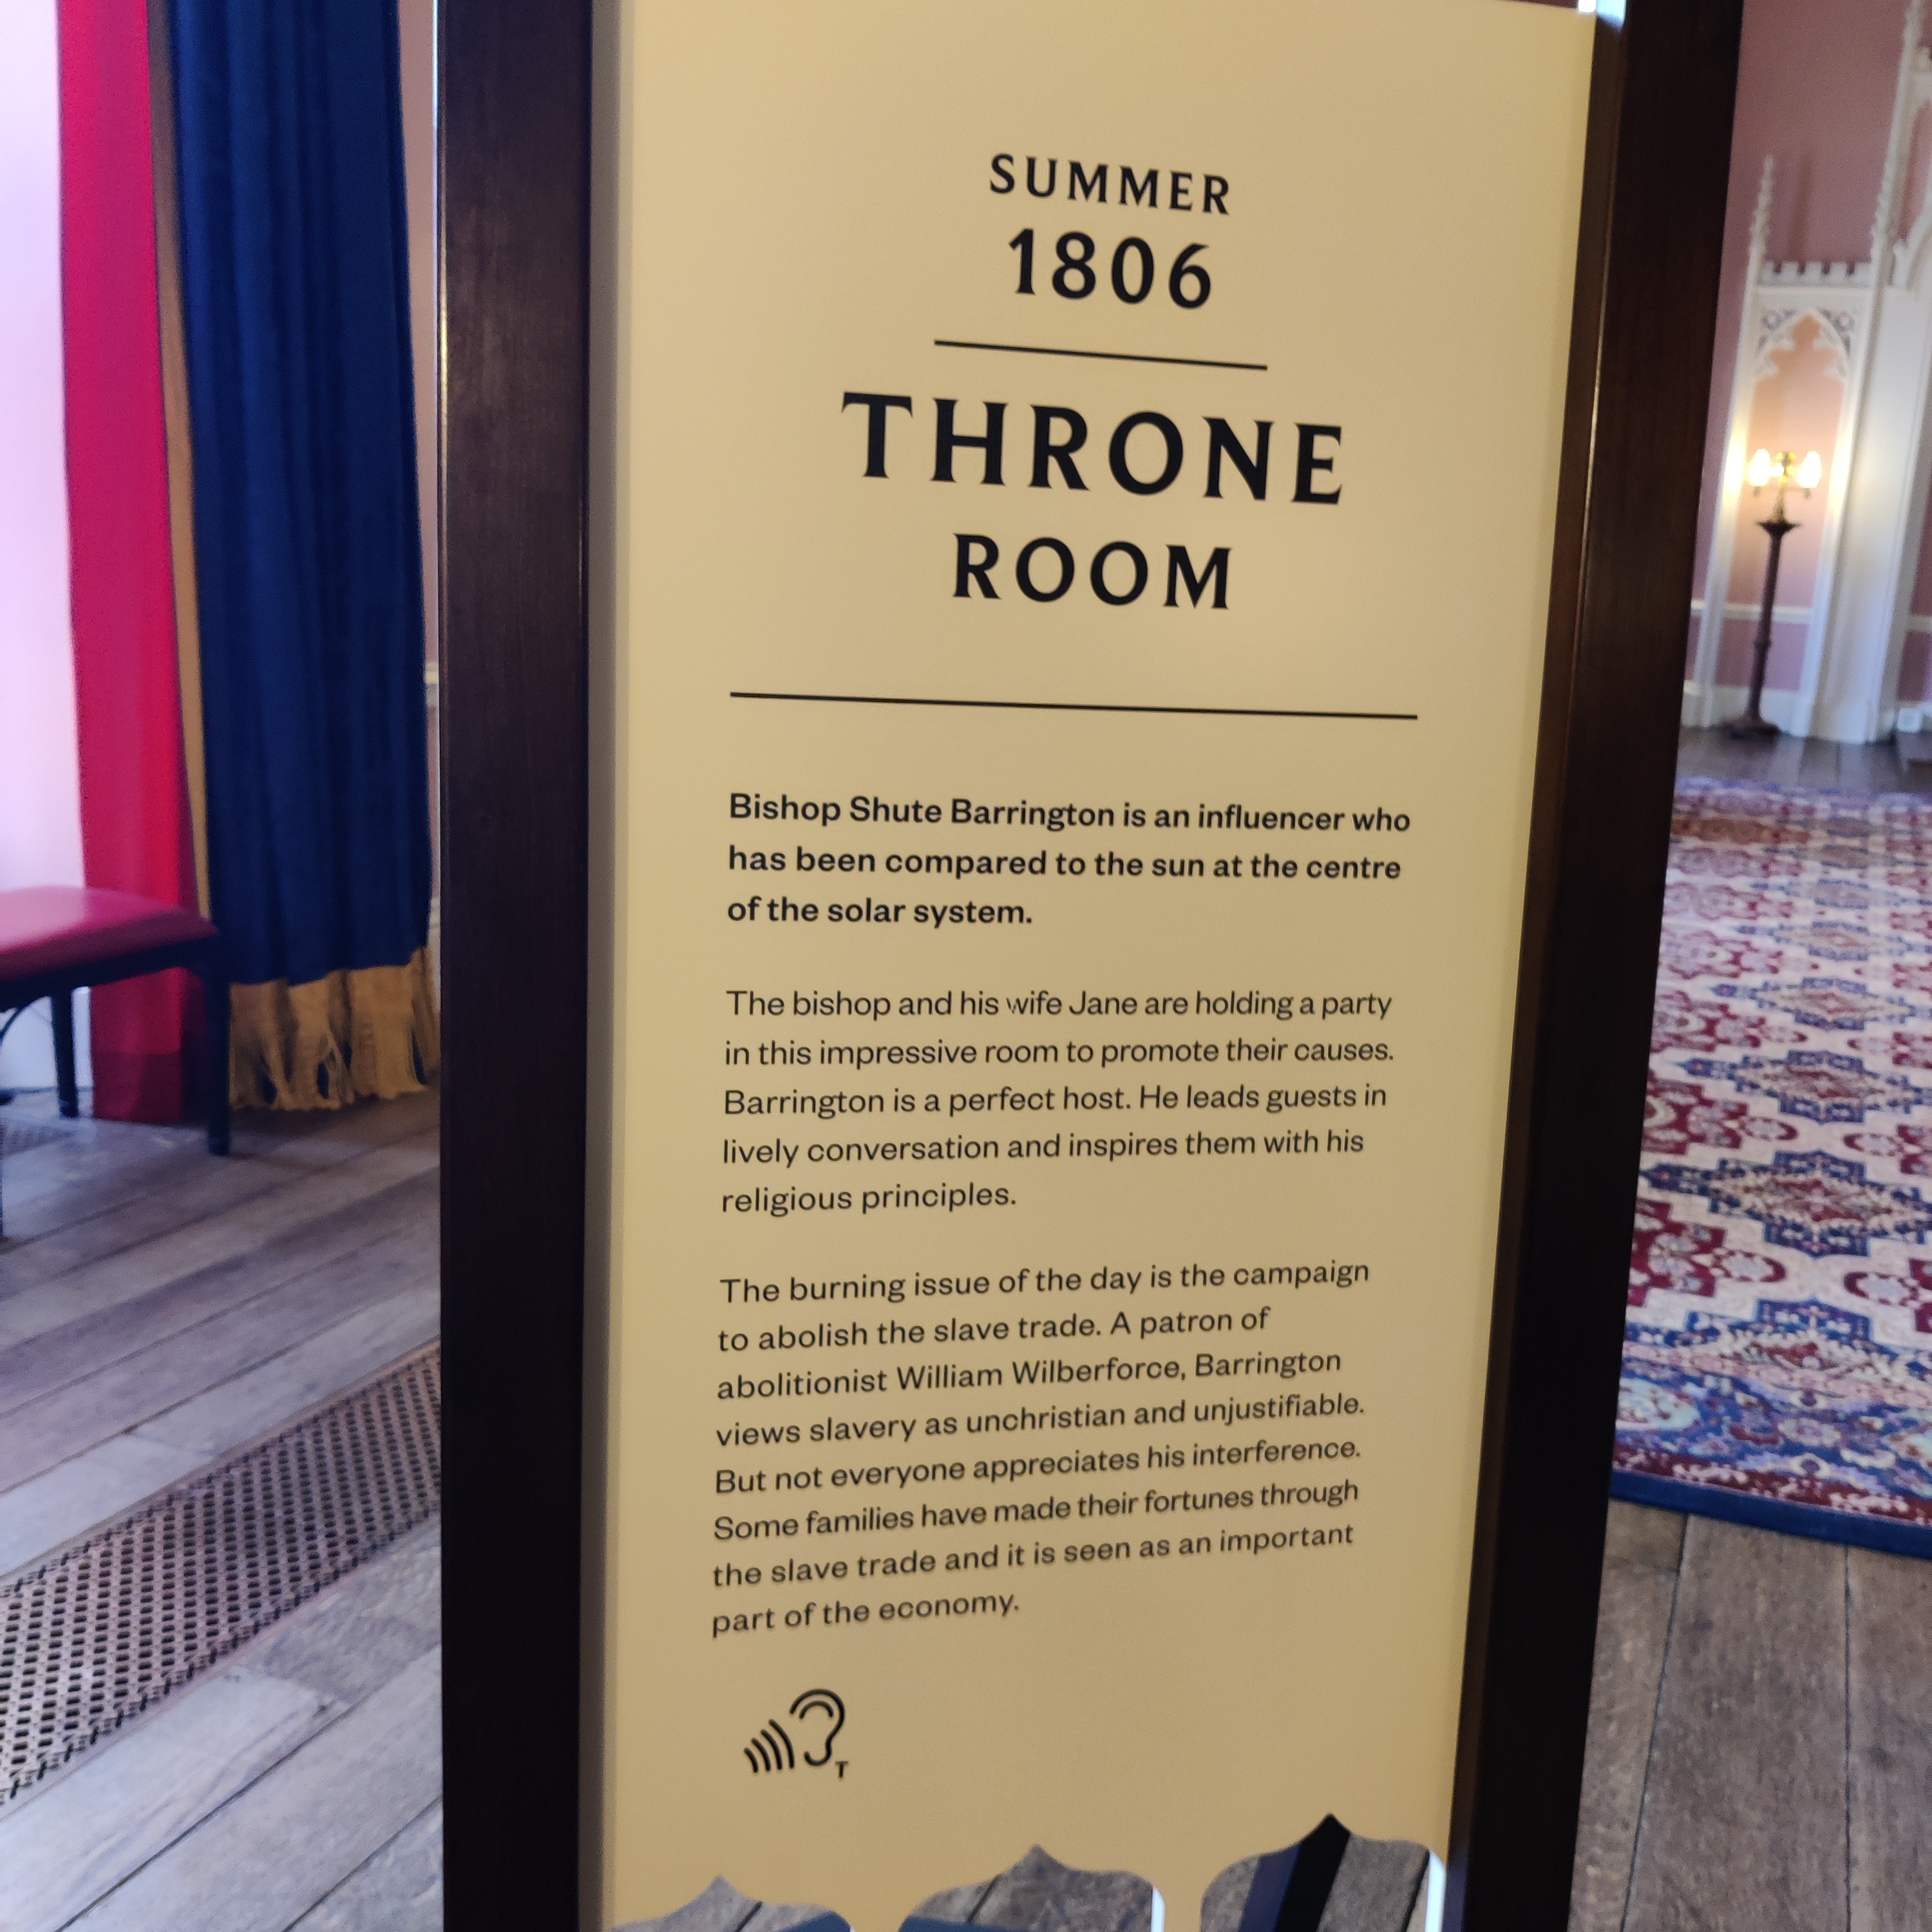 SUMMER
1806
THRONE
ROOM
Bishop Shute Barrington is an influencer who
has been compared to the sun at the centre
of the solar system.
The bishop and his wife Jane are holding a party
in this impressive room to promote their causes.
Barrington is a perfect host. He leads guests in
lively conversation and inspires them with his
religious principles.
The burning issue of the day is the campaign
to abolish the slave trade. A patron of
abolitionist William Wilberforce, Barrington
views slavery as unchristian and unjustifiable.
But not everyone appreciates his interference.
Some families have made their fortunes through
the slave trade and it is seen as an important
part of the economy.
T